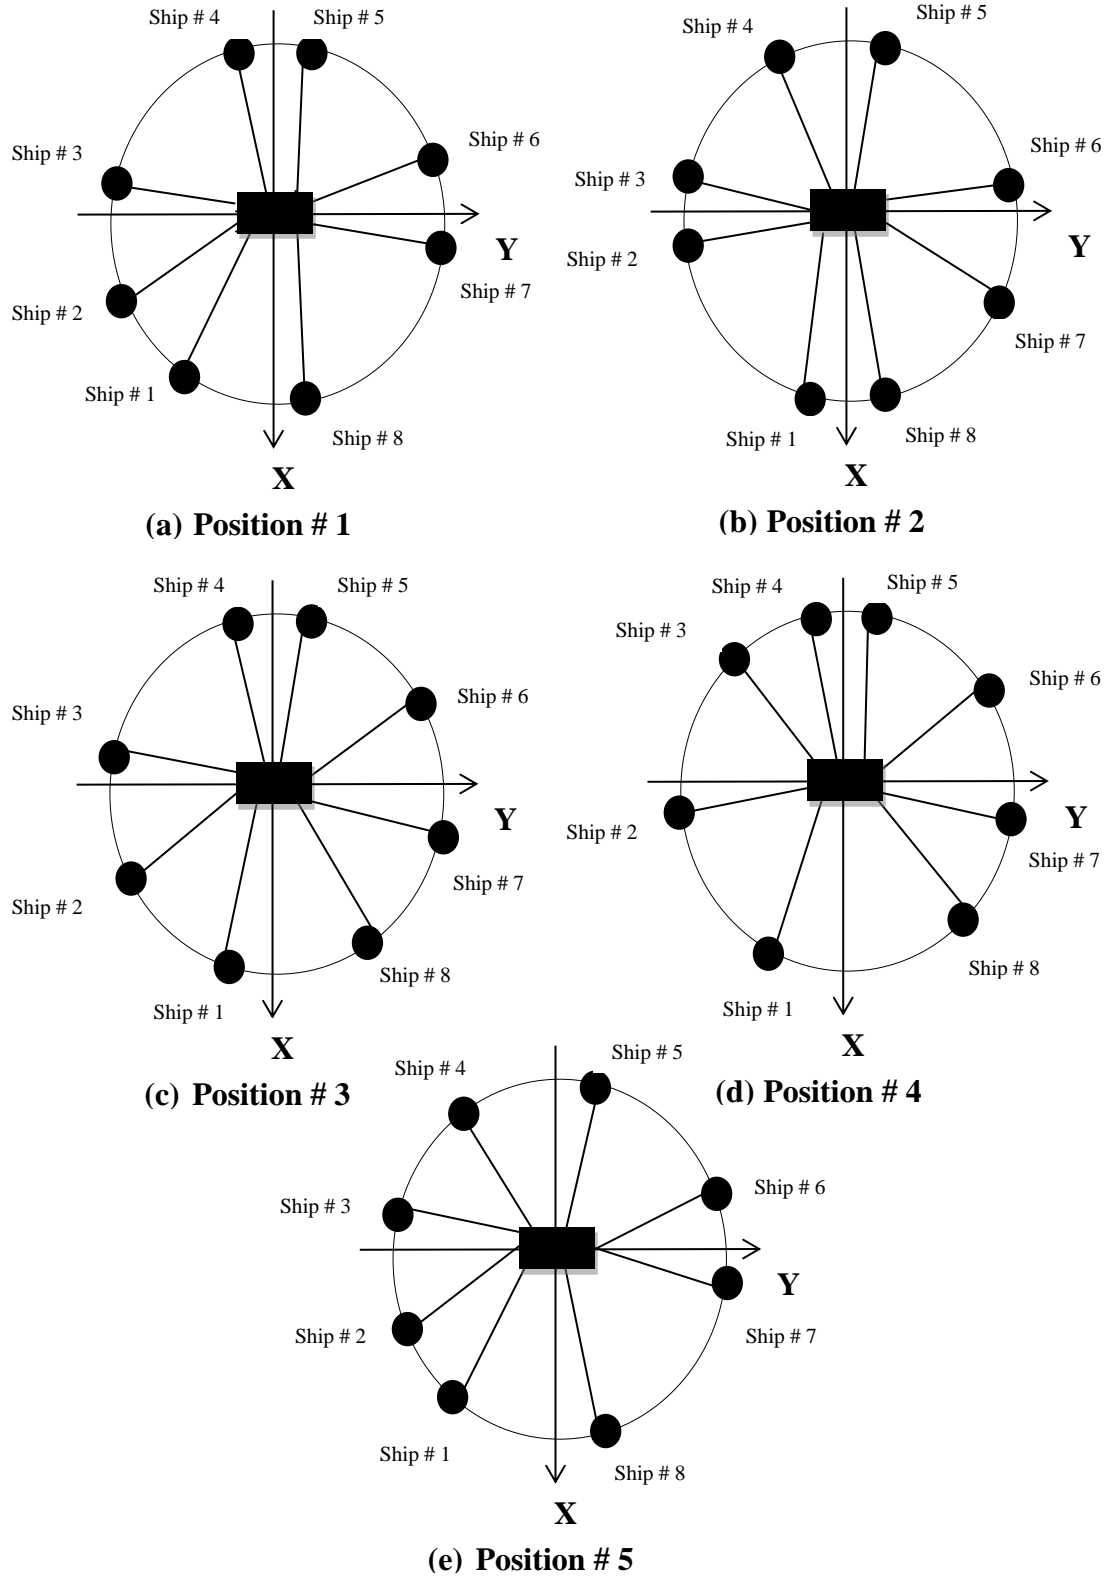 Ship # 4
Ship # 5
Ship # 6
Ship # 3
Y
Ship # 7
Ship # 2
Ship # 1
Ship # 8
X
(a) Position # 1
Ship # 4
Ship # 5
Ship # 6
Ship # 3
Y
Ship # 2
Ship # 7
Ship # 1
Ship # 8
X
(b) Position # 2
Ship # 4
Ship # 5
Ship # 6
Ship # 3
Y
Ship # 7
Ship # 2
Ship # 8
Ship # 1
X
(c) Position # 3
Ship # 4
Ship # 5
Ship # 3
Ship # 6
Y
Ship # 2
Ship # 7
Ship # 8
Ship # 1
X
(d) Position # 4
Ship # 5
Ship # 4
Ship # 6
Ship # 3
Y
Ship # 2
Ship # 7
Ship # 1
Ship # 8
X
(e) Position # 5